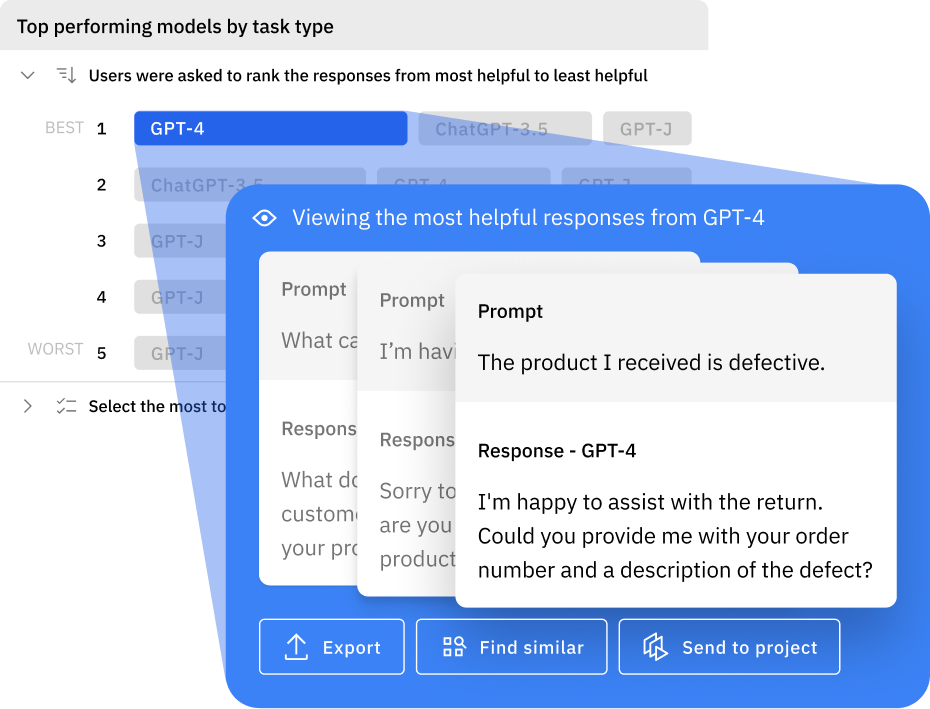 Top performing models by task type
Users were asked to rank the responses from most helpful to least helpful
BEST 1 GPT-4 ChatGPT-3.5 GPT-J
2 ChatGPT-3.5 GPT-4 GPT-J
3 GPT-J
4 GPT-J
WORST 5 GPT-J
Select the most to
Viewing the most helpful responses from GPT-4
Prompt
What ca
Respons
What do
custome
your pro
Prompt
I’m havi
Respons
Sorry to
are you
product
Prompt
The product I received is defective.
Response - GPT-4
I'm happy to assist with the return.
Could you provide me with your order
number and a description of the defect?
Export Find similar Send to project